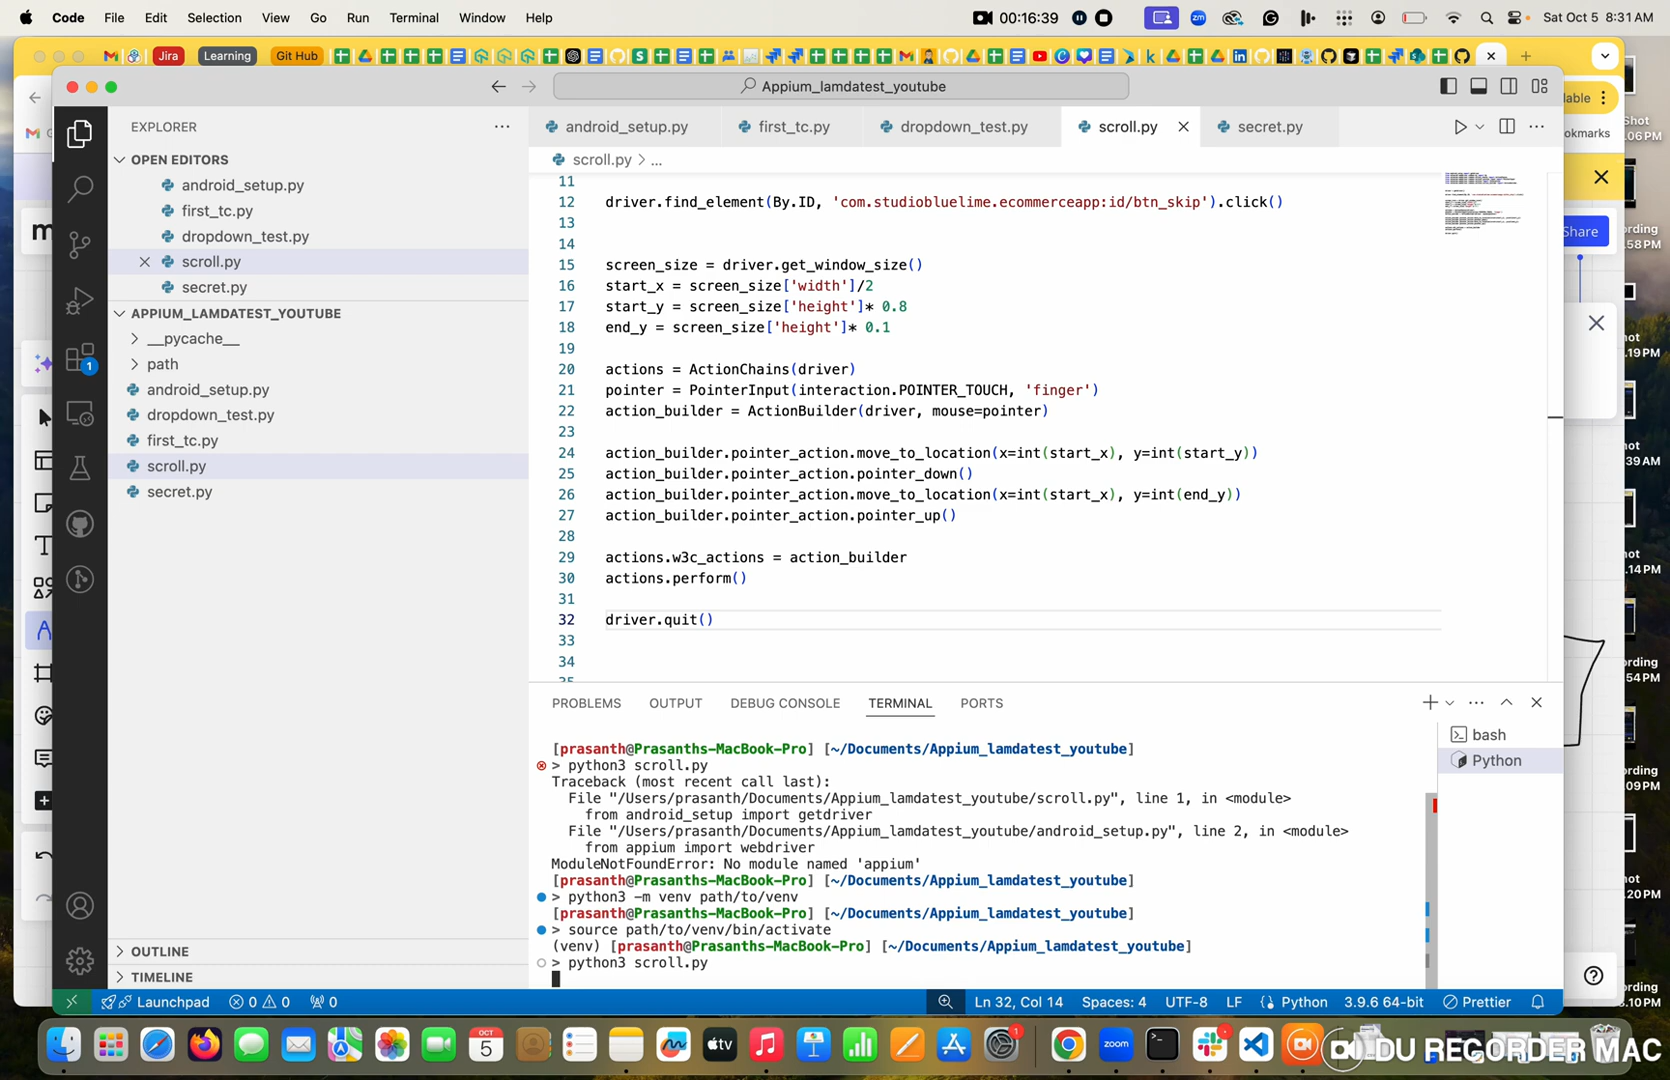 Code File Edit Selection View Go Run Terminal Window Help 00:16:39 zm Sat Oct 5 8:31 AM
Jira Learning Git Hub
Appium_lamdatest_youtube
lable
okmarks
Share
EXPLORER
OPEN EDITORS
android_setup.py
first_tc.py
dropdown_test.py
scroll.py
secret.py
APPIUM_LAMDATEST_YOUTUBE
__pycache__
path
android_setup.py
dropdown_test.py
first_tc.py
scroll.py
secret.py
OUTLINE
TIMELINE
1
android_setup.py first_tc.py dropdown_test.py scroll.py secret.py
scroll.py > ...
11
12 driver.find_element(By.ID, 'com.studiobluelime.ecommerceapp:id/btn_skip').click()
13
14
15 screen_size = driver.get_window_size()
16 start_x = screen_size['width']/2
17 start_y = screen_size['height']* 0.8
18 end_y = screen_size['height']* 0.1
19
20 actions = ActionChains(driver)
21 pointer = PointerInput(interaction.POINTER_TOUCH, 'finger')
22 action_builder = ActionBuilder(driver, mouse=pointer)
23
24 action_builder.pointer_action.move_to_location(x=int(start_x), y=int(start_y))
25 action_builder.pointer_action.pointer_down()
26 action_builder.pointer_action.move_to_location(x=int(start_x), y=int(end_y))
27 action_builder.pointer_action.pointer_up()
28
29 actions.w3c_actions = action_builder
30 actions.perform()
31
32 driver.quit()
33
34
35
PROBLEMS OUTPUT DEBUG CONSOLE TERMINAL PORTS
bash
Python
[prasanth@Prasanths-MacBook-Pro] [~/Documents/Appium_lamdatest_youtube]
> python3 scroll.py
Traceback (most recent call last):
File "/Users/prasanth/Documents/Appium_lamdatest_youtube/scroll.py", line 1, in <module>
from android_setup import getdriver
File "/Users/prasanth/Documents/Appium_lamdatest_youtube/android_setup.py", line 2, in <module>
from appium import webdriver
ModuleNotFoundError: No module named 'appium'
[prasanth@Prasanths-MacBook-Pro] [~/Documents/Appium_lamdatest_youtube]
> python3 -m venv path/to/venv
[prasanth@Prasanths-MacBook-Pro] [~/Documents/Appium_lamdatest_youtube]
> source path/to/venv/bin/activate
(venv) [prasanth@Prasanths-MacBook-Pro] [~/Documents/Appium_lamdatest_youtube]
> python3 scroll.py
Launchpad 0 0 0 Ln 32, Col 14 Spaces: 4 UTF-8 LF Python 3.9.6 64-bit Prettier
OCT 5 tv zoom 1
DU RECORDER MAC